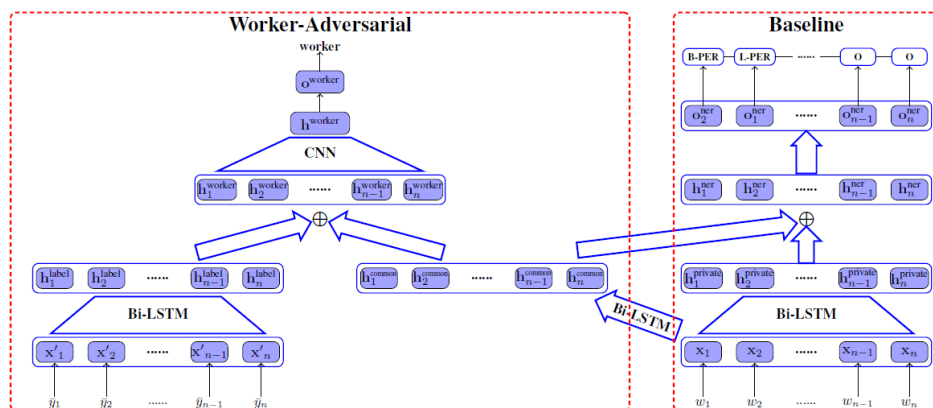 Worker-Adversarial
worker
o^worker
h^worker
CNN
h_1^worker h_2^worker ...... h_{n-1}^worker h_n^worker
⊕
h_1^label h_2^label ...... h_{n-1}^label h_n^label
h_1^common h_2^common ...... h_{n-1}^common h_n^common
Bi-LSTM
x'_1 x'_2 ...... x'_{n-1} x'_n
ȳ_1 ȳ_2 ...... ȳ_{n-1} ȳ_n
Bi-LSTM
Baseline
B-PER L-PER ...... O O
o_2^ner o_1^ner ...... o_{n-1}^ner o_n^ner
h_1^ner h_2^ner ...... h_{n-1}^ner h_n^ner
⊕
h_1^private h_2^private ...... h_{n-1}^private h_n^private
Bi-LSTM
x_1 x_2 ...... x_{n-1} x_n
w_1 w_2 ...... w_{n-1} w_n